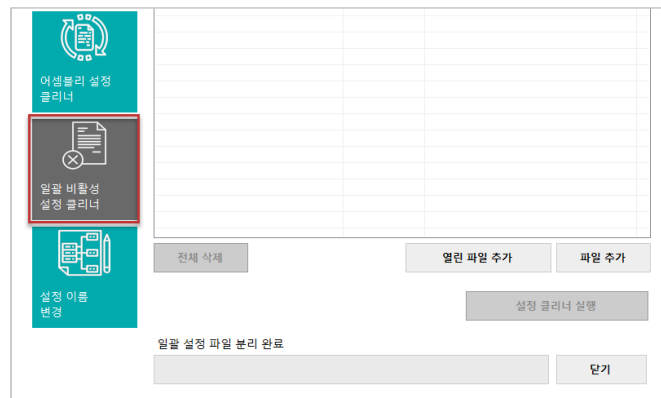 어셈블리 설정
클리너
일괄 비활성
설정 클리너
설정 이름
변경
전체 삭제
열린 파일 추가
파일 추가
설정 클리너 실행
일괄 설정 파일 분리 완료
닫기